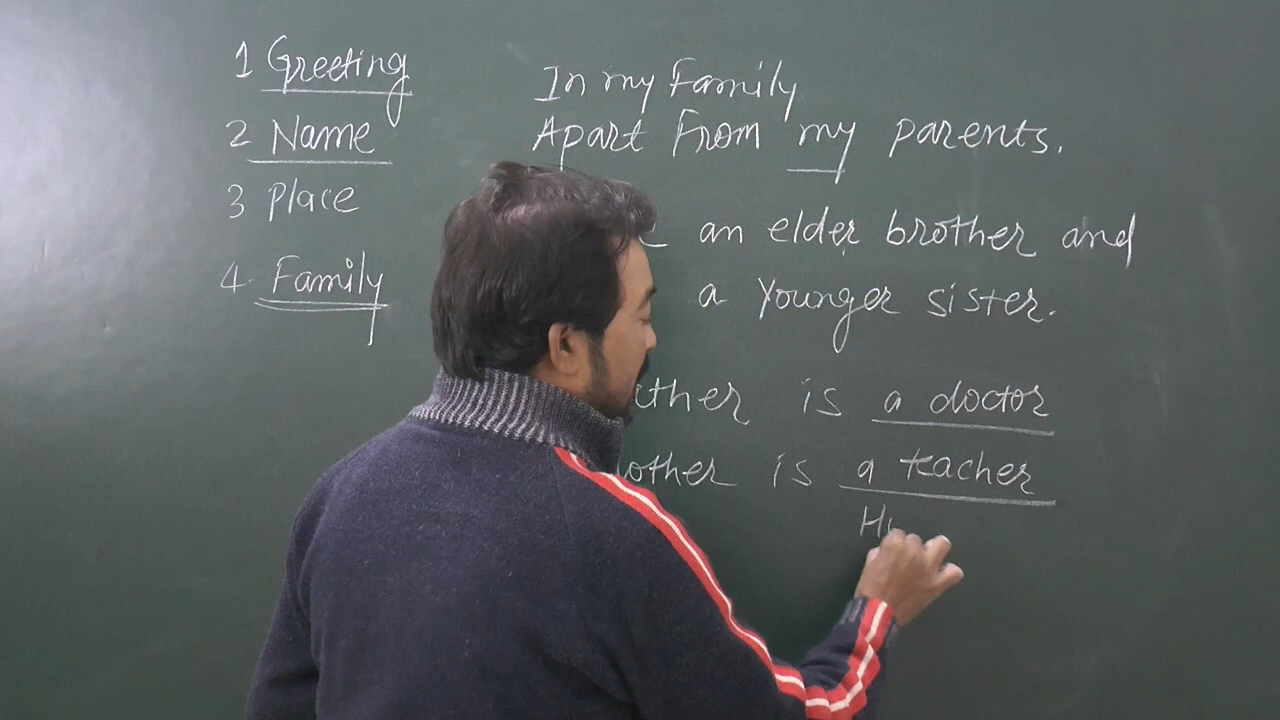 1 Greeting
2 Name
3 Place
4. Family
In my Family
Apart From my parents.
an elder brother and
a younger sister.
is a doctor
is a teacher